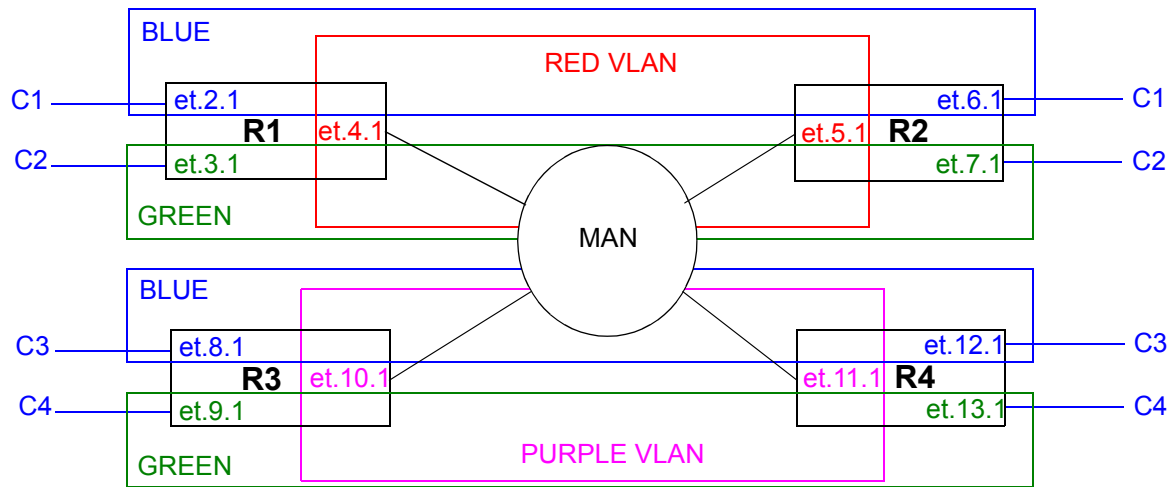 BLUE
RED VLAN
C1
et.2.1
et.6.1
C1
R1
et.4.1
et.5.1
R2
C2
et.3.1
et.7.1
C2
GREEN
MAN
BLUE
C3
et.8.1
et.12.1
C3
R3
et.10.1
et.11.1
R4
C4
et.9.1
et.13.1
C4
GREEN
PURPLE VLAN